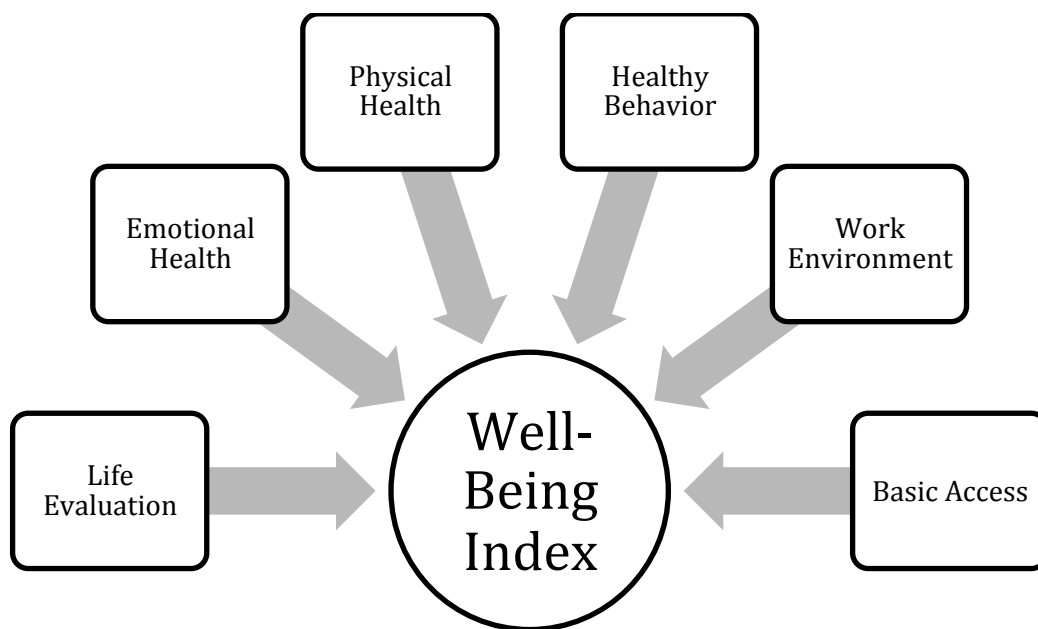 Physical
Health
Healthy
Behavior
Emotional
Health
Work
Environment
Life
Evaluation
Well-
Being
Index
Basic Access